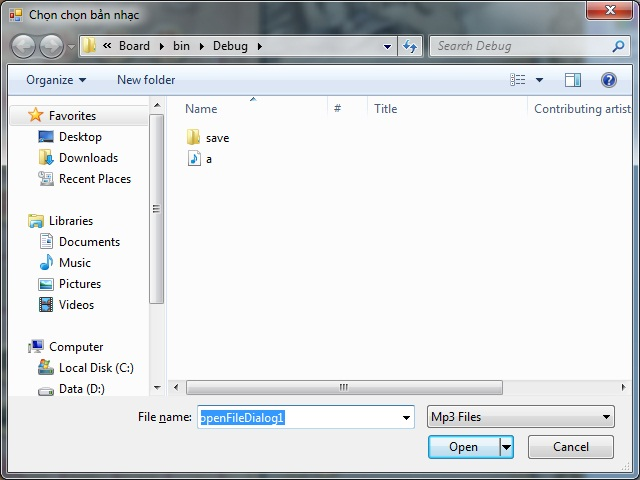 Chọn chọn bản nhạc
« Board bin Debug
Search Debug
Organize New folder
Favorites
Desktop
Downloads
Recent Places
Libraries
Documents
Music
Pictures
Videos
Computer
Local Disk (C:)
Data (D:)
Name # Title Contributing artist
save
a
File name: openFileDialog1 Mp3 Files
Open Cancel